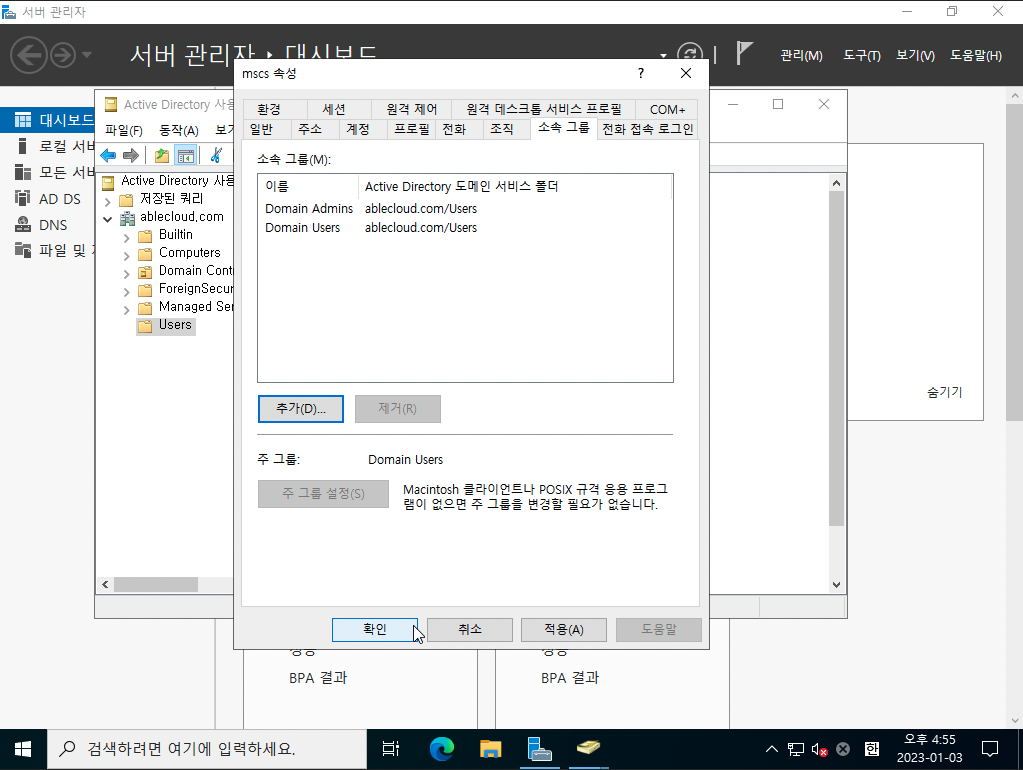 서버 관리자
서버 관리자 · 대시보드
관리(M) 도구(T) 보기(V) 도움말(H)
대시보드
로컬 서버
모든 서버
AD DS
DNS
파일 및
Active Directory 사용
파일(F) 동작(A) 보기
Active Directory 사용
저장된 쿼리
ablecloud.com
Builtin
Computers
Domain Cont
ForeignSecur
Managed Ser
Users
mscs 속성
환경 세션 원격 제어 원격 데스크톱 서비스 프로필 COM+
일반 주소 계정 프로필 전화 조직 소속 그룹 전화 접속 로그인
소속 그룹(M):
이름 Active Directory 도메인 서비스 폴더
Domain Admins ablecloud.com/Users
Domain Users ablecloud.com/Users
추가(D)... 제거(R)
주 그룹: Domain Users
주 그룹 설정(S)
Macintosh 클라이언트나 POSIX 규격 응용 프로그
램이 없으면 주 그룹을 변경할 필요가 없습니다.
확인 취소 적용(A) 도움말
숨기기
BPA 결과 BPA 결과
검색하려면 여기에 입력하세요.
한
오후 4:55
2023-01-03